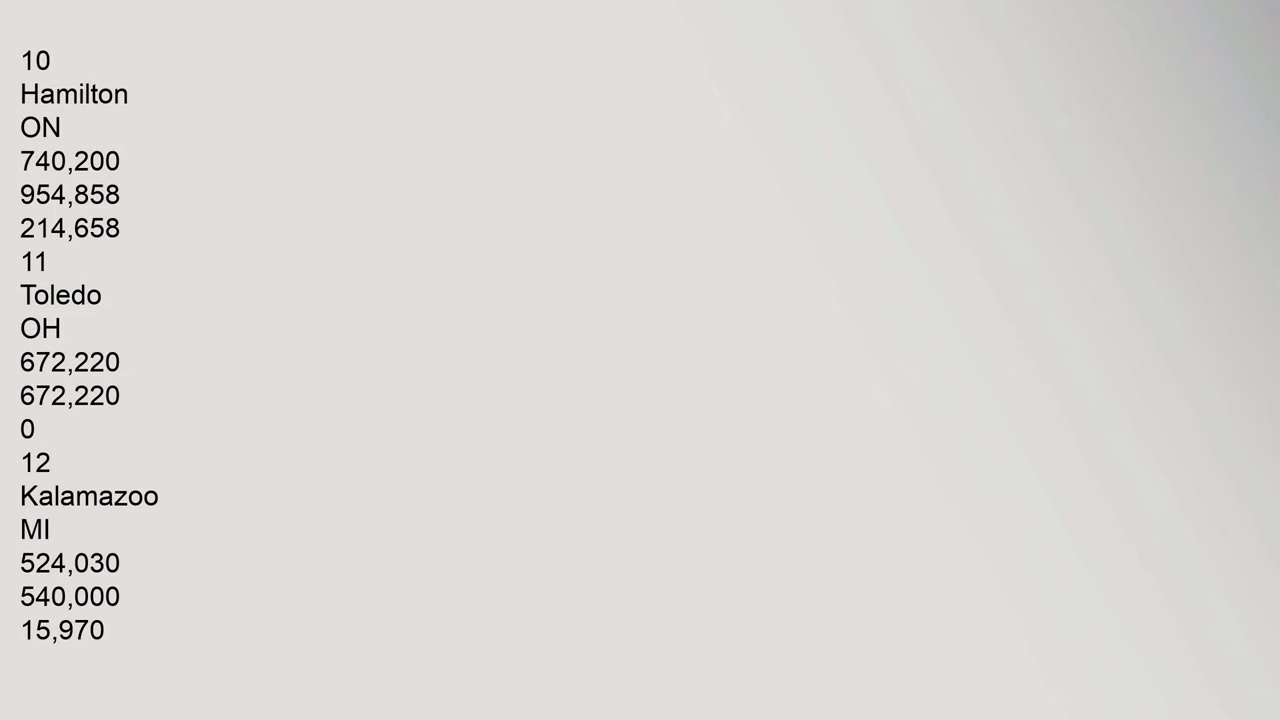 10
Hamilton
ON
740,200
954,858
214,658
11
Toledo
OH
672,220
672,220
0
12
Kalamazoo
MI
524,030
540,000
15,970